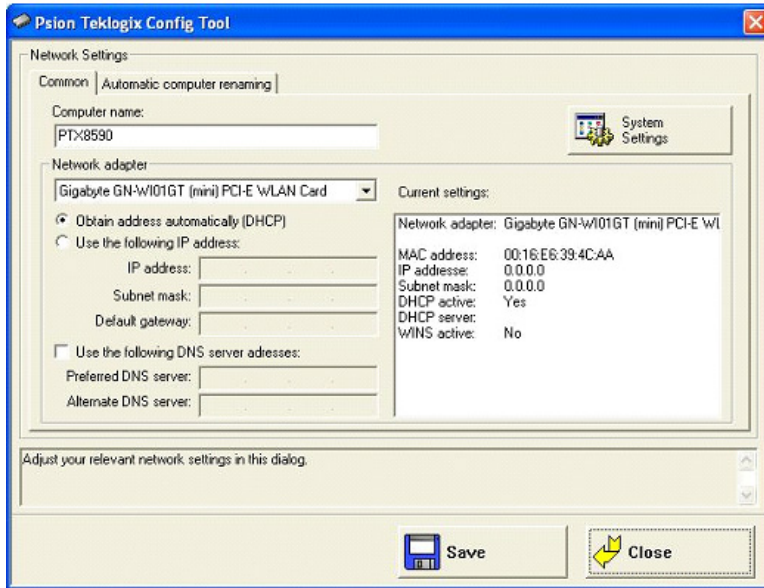 Psion Teklogix Config Tool
Network Settings
Common
Automatic computer renaming
Computer name:
PTX8590
System
Settings
Network adapter
Gigabyte GN-WI01GT (mini) PCI-E WLAN Card
Obtain address automatically (DHCP)
Use the following IP address:
IP address:
Subnet mask:
Default gateway:
Use the following DNS server adresses:
Preferred DNS server:
Alternate DNS server:
Current settings:
Network adapter: Gigabyte GN-WI01GT (mini) PCI-E WL
MAC address: 00:16:E6:39:4C:AA
IP addresse: 0.0.0.0
Subnet mask: 0.0.0.0
DHCP active: Yes
DHCP server:
WINS active: No
Adjust your relevant network settings in this dialog.
Save
Close